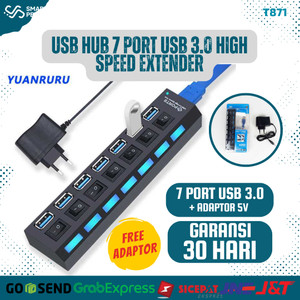 T871
USB HUB 7 PORT USB 3.0 HIGH
SPEED EXTENDER
YUANRURU
7 PORT USB 3.0
+ ADAPTOR 5V
FREE
ADAPTOR
GARANSI
30 HARI
GOSEND
GrabExpress
SICEPAT
EKSPRES
J&T